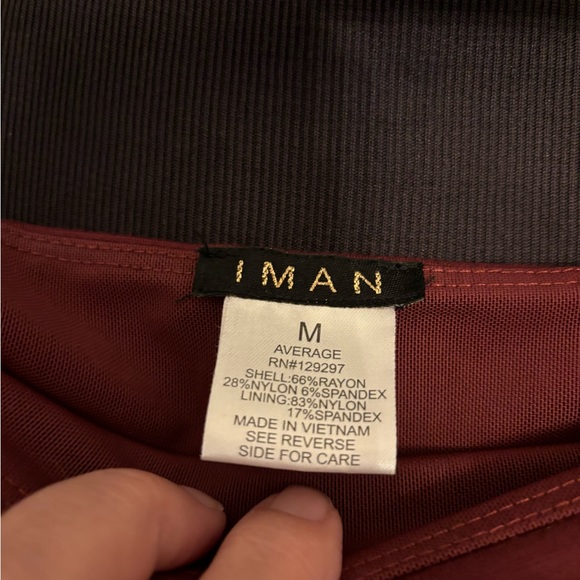 IMAN
M
AVERAGE
RN#129297
SHELL:66%RAYON
28%NYLON 6%SPANDEX
LINING:83%NYLON
17%SPANDEX
MADE IN VIETNAM
SEE REVERSE
SIDE FOR CARE